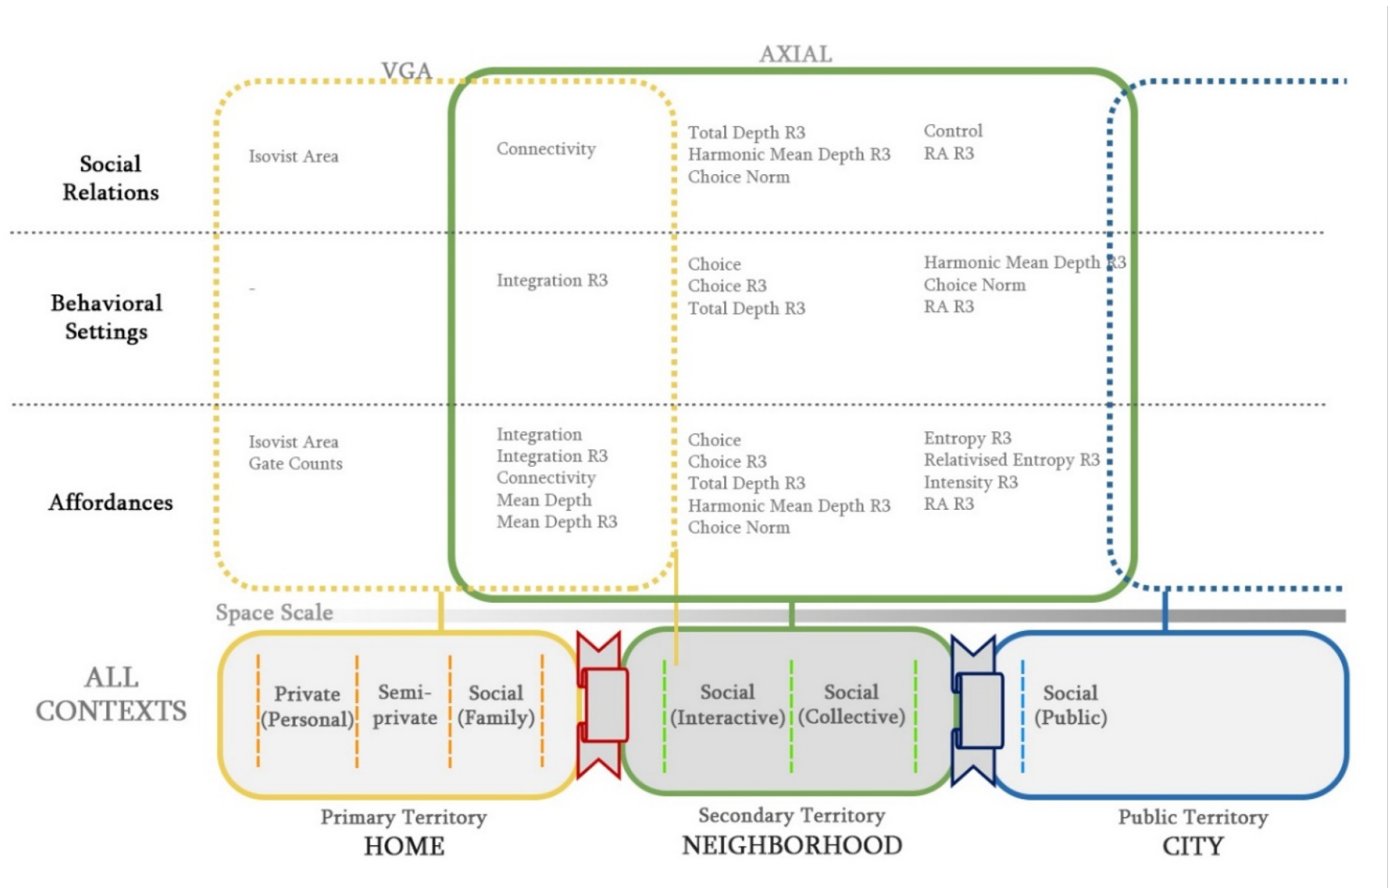 VGA
AXIAL
Social
Relations
Isovist Area
Connectivity
Total Depth R3
Harmonic Mean Depth R3
Choice Norm
Control
RA R3
Behavioral
Settings
-
Integration R3
Choice
Choice R3
Total Depth R3
Harmonic Mean Depth R3
Choice Norm
RA R3
Affordances
Isovist Area
Gate Counts
Integration
Integration R3
Connectivity
Mean Depth
Mean Depth R3
Choice
Choice R3
Total Depth R3
Harmonic Mean Depth R3
Choice Norm
Entropy R3
Relativised Entropy R3
Intensity R3
RA R3
Space Scale
ALL
CONTEXTS
Private
(Personal)
Semi-
private
Social
(Family)
Social
(Interactive)
Social
(Collective)
Social
(Public)
Primary Territory
HOME
Secondary Territory
NEIGHBORHOOD
Public Territory
CITY